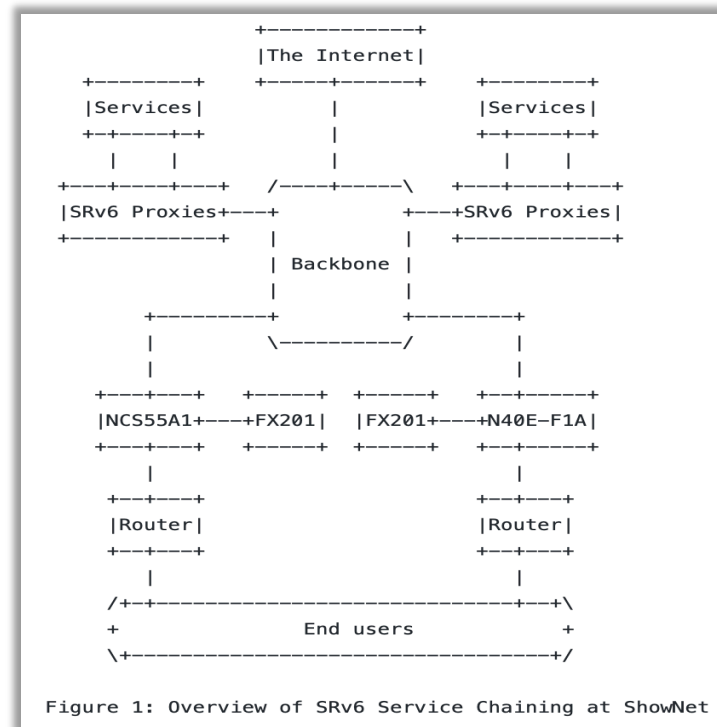 The Internet
Services Services
SRv6 Proxies SRv6 Proxies
Backbone
NCS55A1 FX201 FX201 N40E-F1A
Router Router
End users
Figure 1: Overview of SRv6 Service Chaining at ShowNet